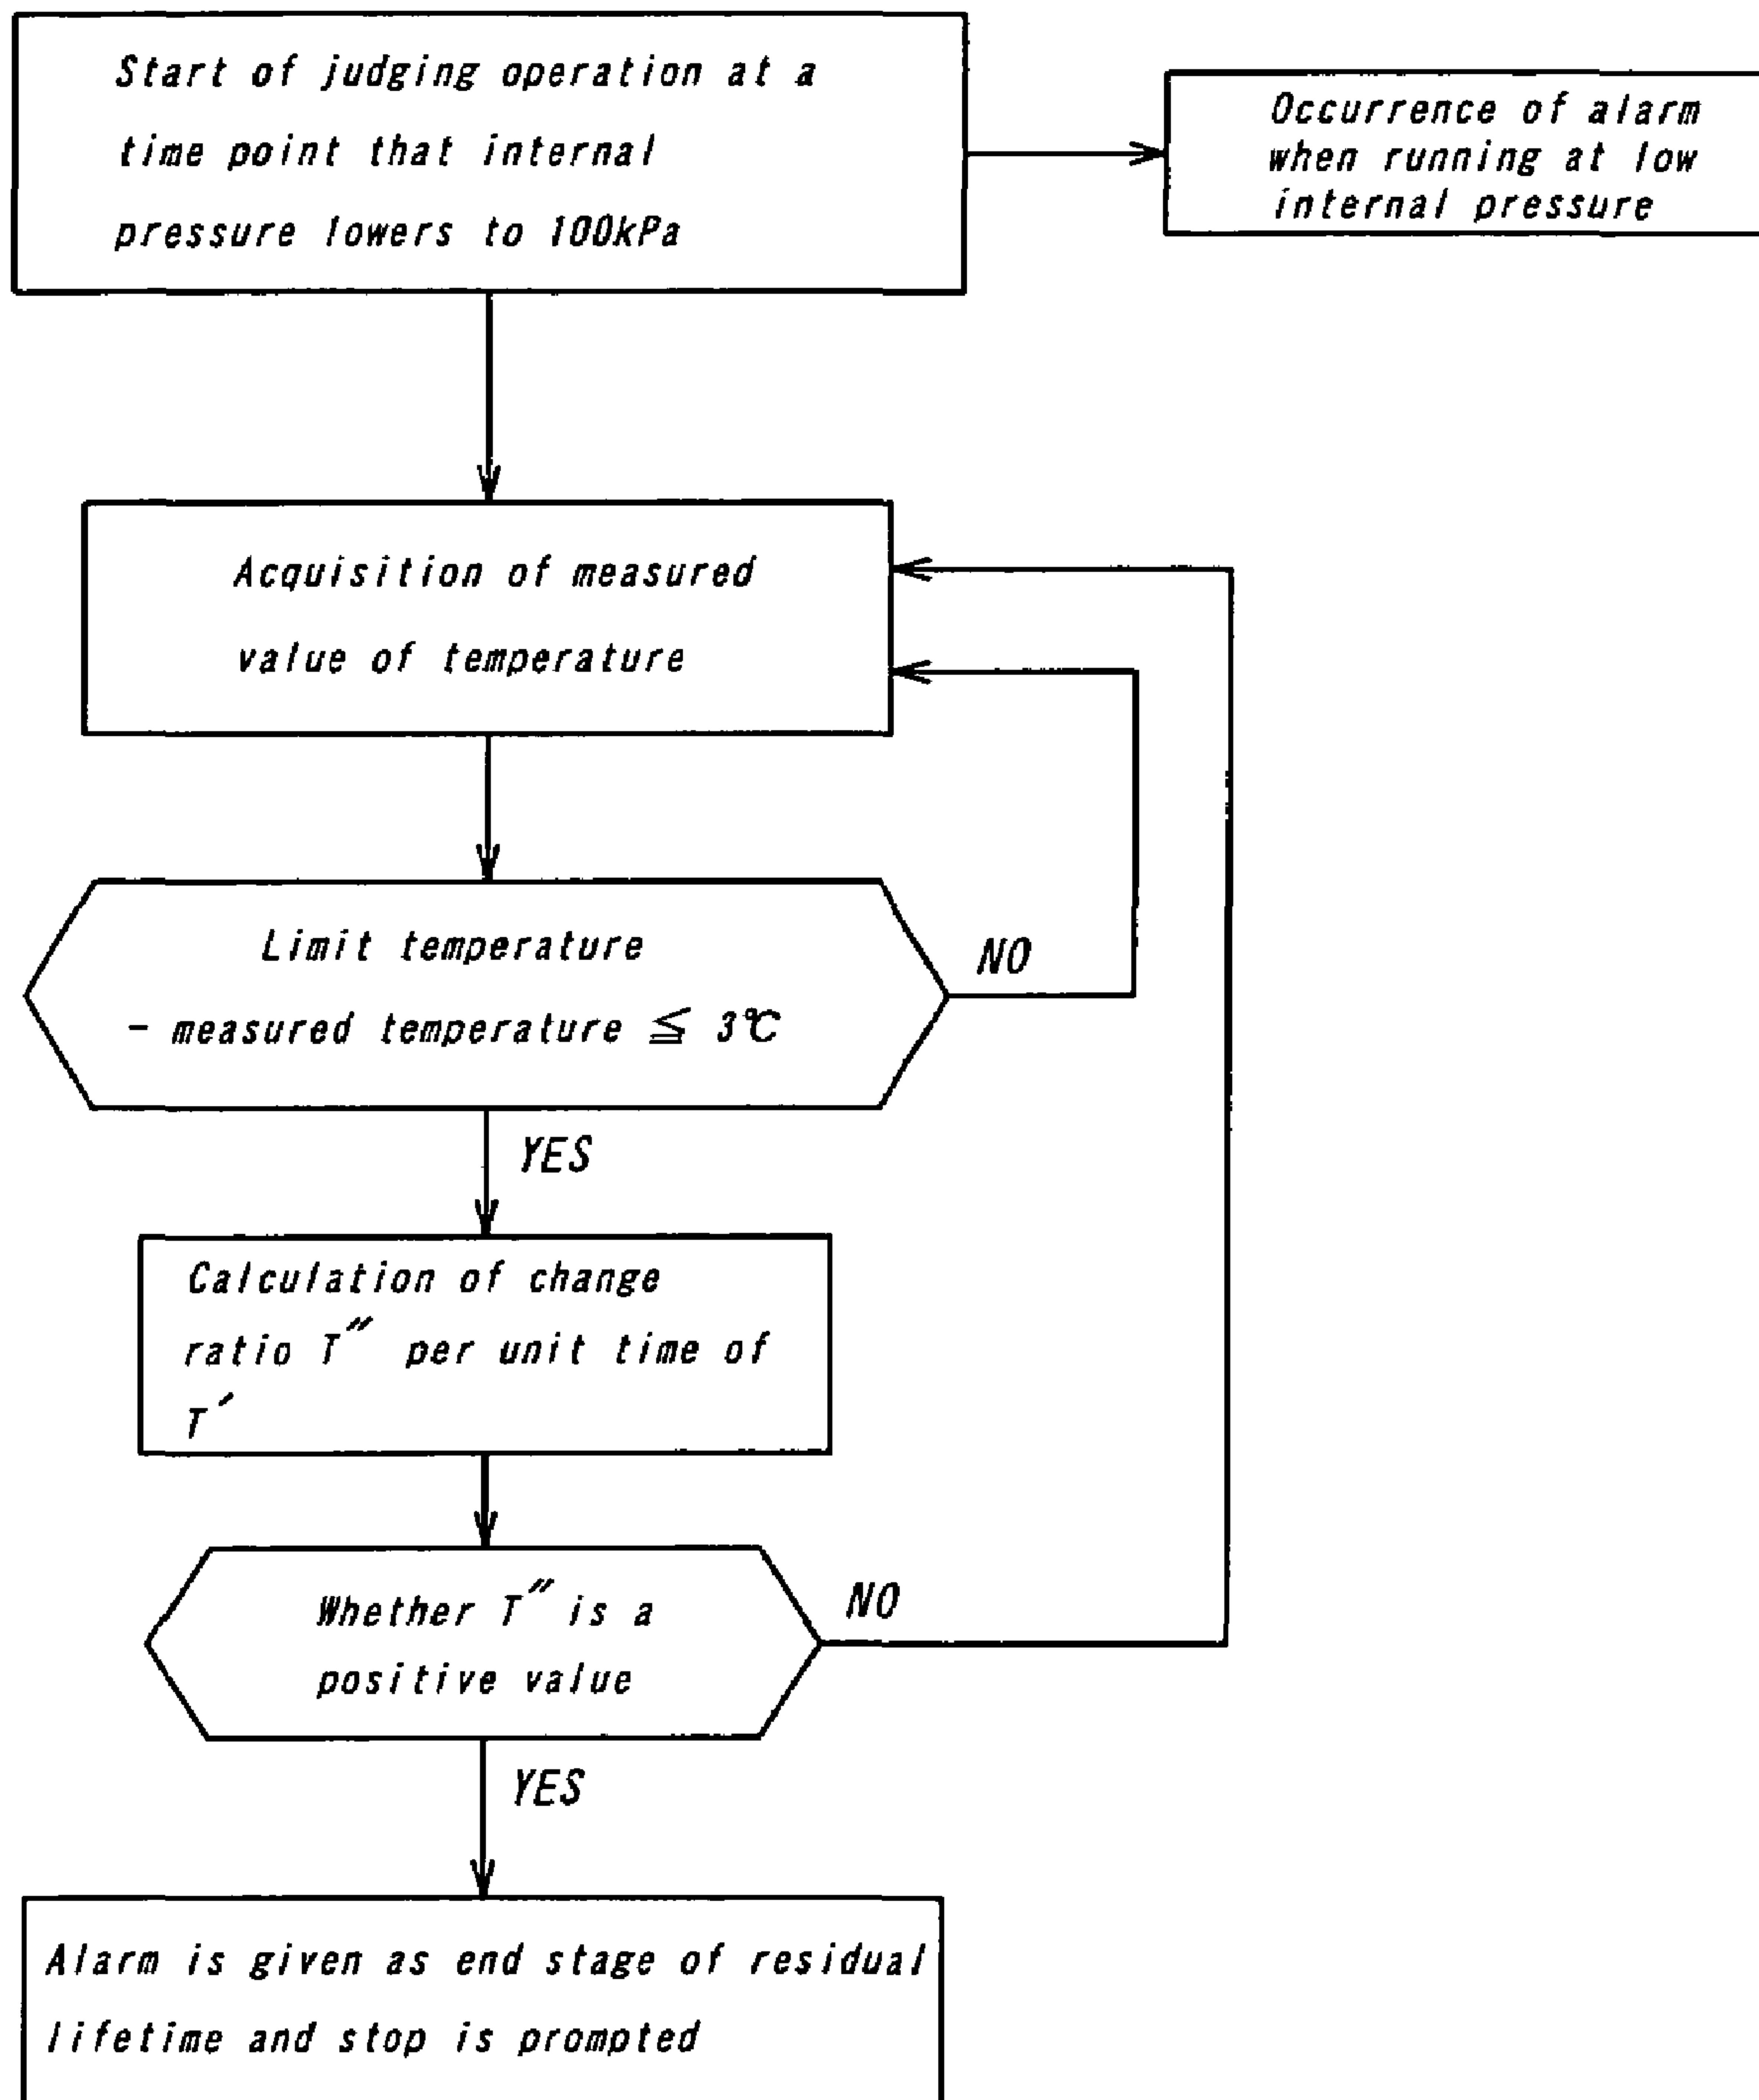 Start of judging operation at a
time point that internal
pressure lowers to 100kPa
Occurrence of alarm
when running at low
internal pressure
Acquisition of measured
value of temperature
Limit temperature
- measured temperature ≦ 3℃
NO
YES
Calculation of change
ratio T″ per unit time of
T′
Whether T″ is a
positive value
NO
YES
Alarm is given as end stage of residual
lifetime and stop is prompted